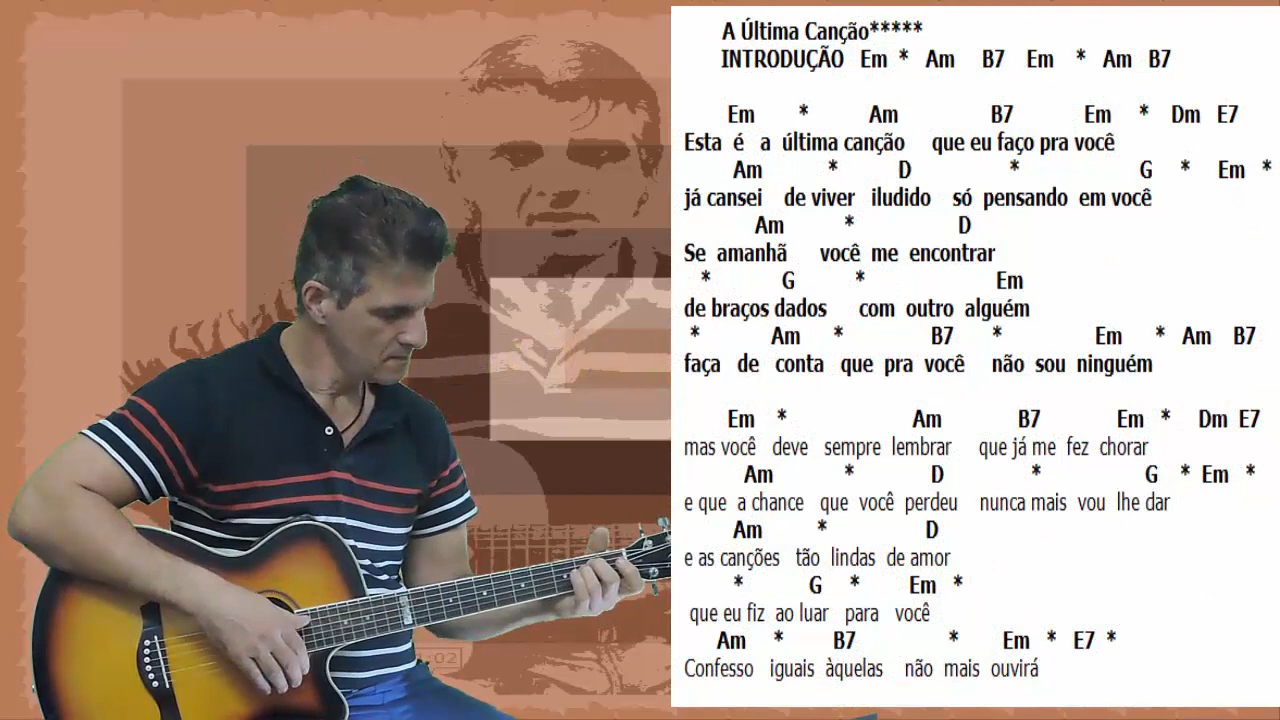 A Última Canção*****
INTRODUÇÃO Em * Am B7 Em * Am B7
Em * Am B7 Em * Dm E7
Esta é a última canção que eu faço pra você
Am * D * G * Em *
já cansei de viver iludido só pensando em você
Am * D
Se amanhã você me encontrar
* G * Em
de braços dados com outro alguém
* Am * B7 * Em * Am B7
faça de conta que pra você não sou ninguém
Em * Am B7 Em * Dm E7
mas você deve sempre lembrar que já me fez chorar
Am * D * G * Em *
e que a chance que você perdeu nunca mais vou lhe dar
Am * D
e as canções tão lindas de amor
* G * Em *
que eu fiz ao luar para você
Am * B7 * Em * E7 *
Confesso iguais àquelas não mais ouvirá